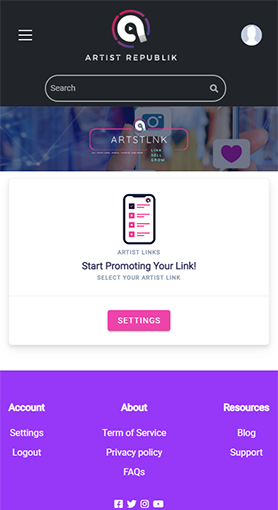 ARTIST REPUBLIK
Search
ARTSTLNK
LINK
SELL
GROW
ARTIST LINKS
Start Promoting Your Link!
SELECT YOUR ARTIST LINK
SETTINGS
Account About Resources
Settings Term of Service Blog
Logout Privacy policy Support
FAQs